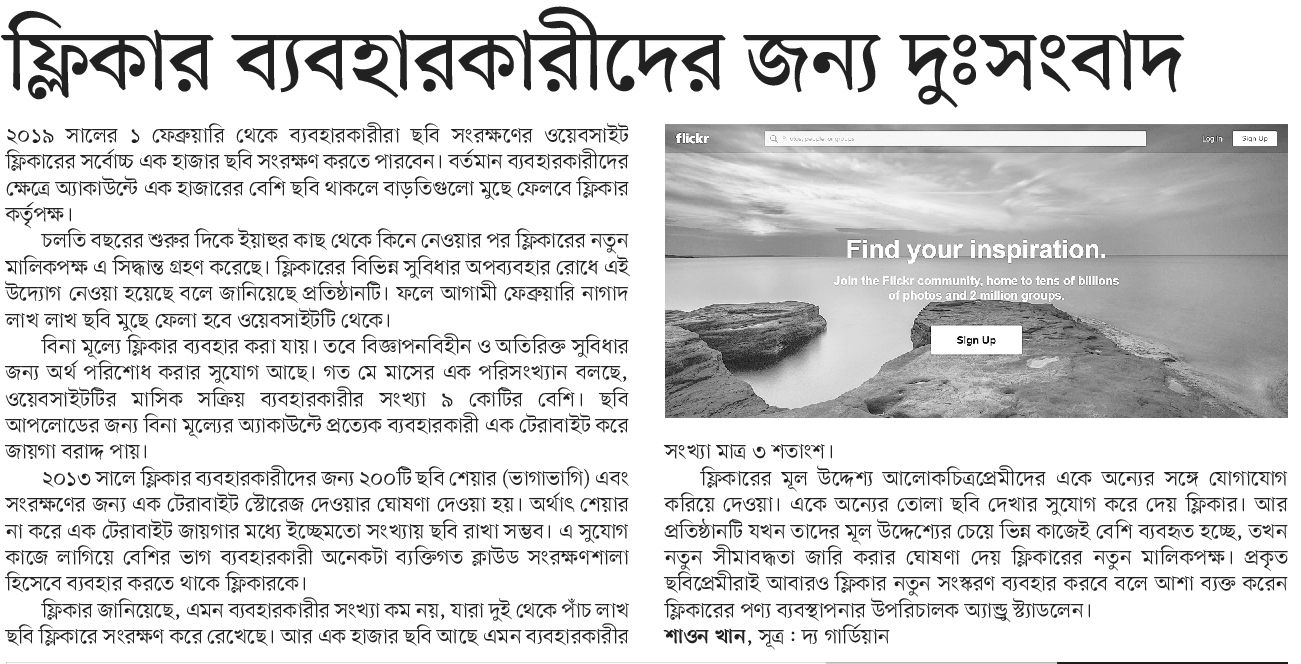 ফ্লিকার ব্যবহারকারীদের জন্য দুঃসংবাদ
২০১৯ সালের ১ ফেব্রুয়ারি থেকে ব্যবহারকারীরা ছবি সংরক্ষণের ওয়েবসাইট
ফ্লিকারের সর্বোচ্চ এক হাজার ছবি সংরক্ষণ করতে পারবেন। বর্তমান ব্যবহারকারীদের
ক্ষেত্রে অ্যাকাউন্টে এক হাজারের বেশি ছবি থাকলে বাড়তিগুলো মুছে ফেলবে ফ্লিকার
কর্তৃপক্ষ।
চলতি বছরের শুরুর দিকে ইয়াহুর কাছ থেকে কিনে নেওয়ার পর ফ্লিকারের নতুন
মালিকপক্ষ এ সিদ্ধান্ত গ্রহণ করেছে। ফ্লিকারের বিভিন্ন সুবিধার অপব্যবহার রোধে এই
উদ্যোগ নেওয়া হয়েছে বলে জানিয়েছে প্রতিষ্ঠানটি। ফলে আগামী ফেব্রুয়ারি নাগাদ
লাখ লাখ ছবি মুছে ফেলা হবে ওয়েবসাইটটি থেকে।
বিনা মূল্যে ফ্লিকার ব্যবহার করা যায়। তবে বিজ্ঞাপনবিহীন ও অতিরিক্ত সুবিধার
জন্য অর্থ পরিশোধ করার সুযোগ আছে। গত মে মাসের এক পরিসংখ্যান বলছে,
ওয়েবসাইটটির মাসিক সক্রিয় ব্যবহারকারীর সংখ্যা ৯ কোটির বেশি। ছবি
আপলোডের জন্য বিনা মূল্যের অ্যাকাউন্টে প্রত্যেক ব্যবহারকারী এক টেরাবাইট করে
জায়গা বরাদ্দ পায়।
২০১৩ সালে ফ্লিকার ব্যবহারকারীদের জন্য ২০০টি ছবি শেয়ার (ভাগাভাগি) এবং
সংরক্ষণের জন্য এক টেরাবাইট স্টোরেজ দেওয়ার ঘোষণা দেওয়া হয়। অর্থাৎ শেয়ার
না করে এক টেরাবাইট জায়গার মধ্যে ইচ্ছেমতো সংখ্যায় ছবি রাখা সম্ভব। এ সুযোগ
কাজে লাগিয়ে বেশির ভাগ ব্যবহারকারী অনেকটা ব্যক্তিগত ক্লাউড সংরক্ষণশালা
হিসেবে ব্যবহার করতে থাকে ফ্লিকারকে।
ফ্লিকার জানিয়েছে, এমন ব্যবহারকারীর সংখ্যা কম নয়, যারা দুই থেকে পাঁচ লাখ
ছবি ফ্লিকারে সংরক্ষণ করে রেখেছে। আর এক হাজার ছবি আছে এমন ব্যবহারকারীর
flickr
Photos, people, or groups
Log In
Sign Up
Find your inspiration.
Join the Flickr community, home to tens of billions
of photos and 2 million groups.
Sign Up
সংখ্যা মাত্র ৩ শতাংশ।
ফ্লিকারের মূল উদ্দেশ্য আলোকচিত্রপ্রেমীদের একে অন্যের সঙ্গে যোগাযোগ
করিয়ে দেওয়া। একে অন্যের তোলা ছবি দেখার সুযোগ করে দেয় ফ্লিকার। আর
প্রতিষ্ঠানটি যখন তাদের মূল উদ্দেশ্যের চেয়ে ভিন্ন কাজেই বেশি ব্যবহৃত হচ্ছে, তখন
নতুন সীমাবদ্ধতা জারি করার ঘোষণা দেয় ফ্লিকারের নতুন মালিকপক্ষ। প্রকৃত
ছবিপ্রেমীরাই আবারও ফ্লিকার নতুন সংস্করণ ব্যবহার করবে বলে আশা ব্যক্ত করেন
ফ্লিকারের পণ্য ব্যবস্থাপনার উপরিচালক অ্যান্ড্রু স্ট্যাডলেন।
শাওন খান, সূত্র : দ্য গার্ডিয়ান